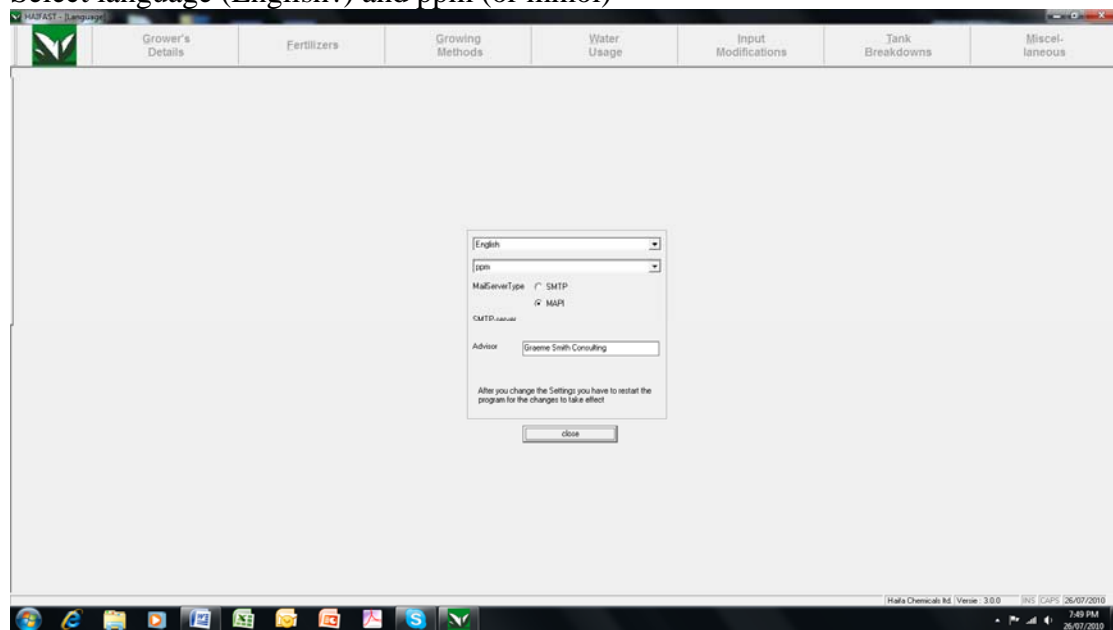 Select language (English?) and ppm (or mmol)
HAIFAST - [Language]
Grower's Details
Fertilizers
Growing Methods
Water Usage
Input Modifications
Tank Breakdowns
Miscel-laneous
English
ppm
MailServerType
SMTP
MAPI
SMTP-server
Advisor
Graeme Smith Consulting
After you change the Settings you have to restart the
program for the changes to take effect
close
Haifa Chemicals ltd.
Versie : 3.0.0
INS
CAPS
26/07/2010
7:49 PM
26/07/2010